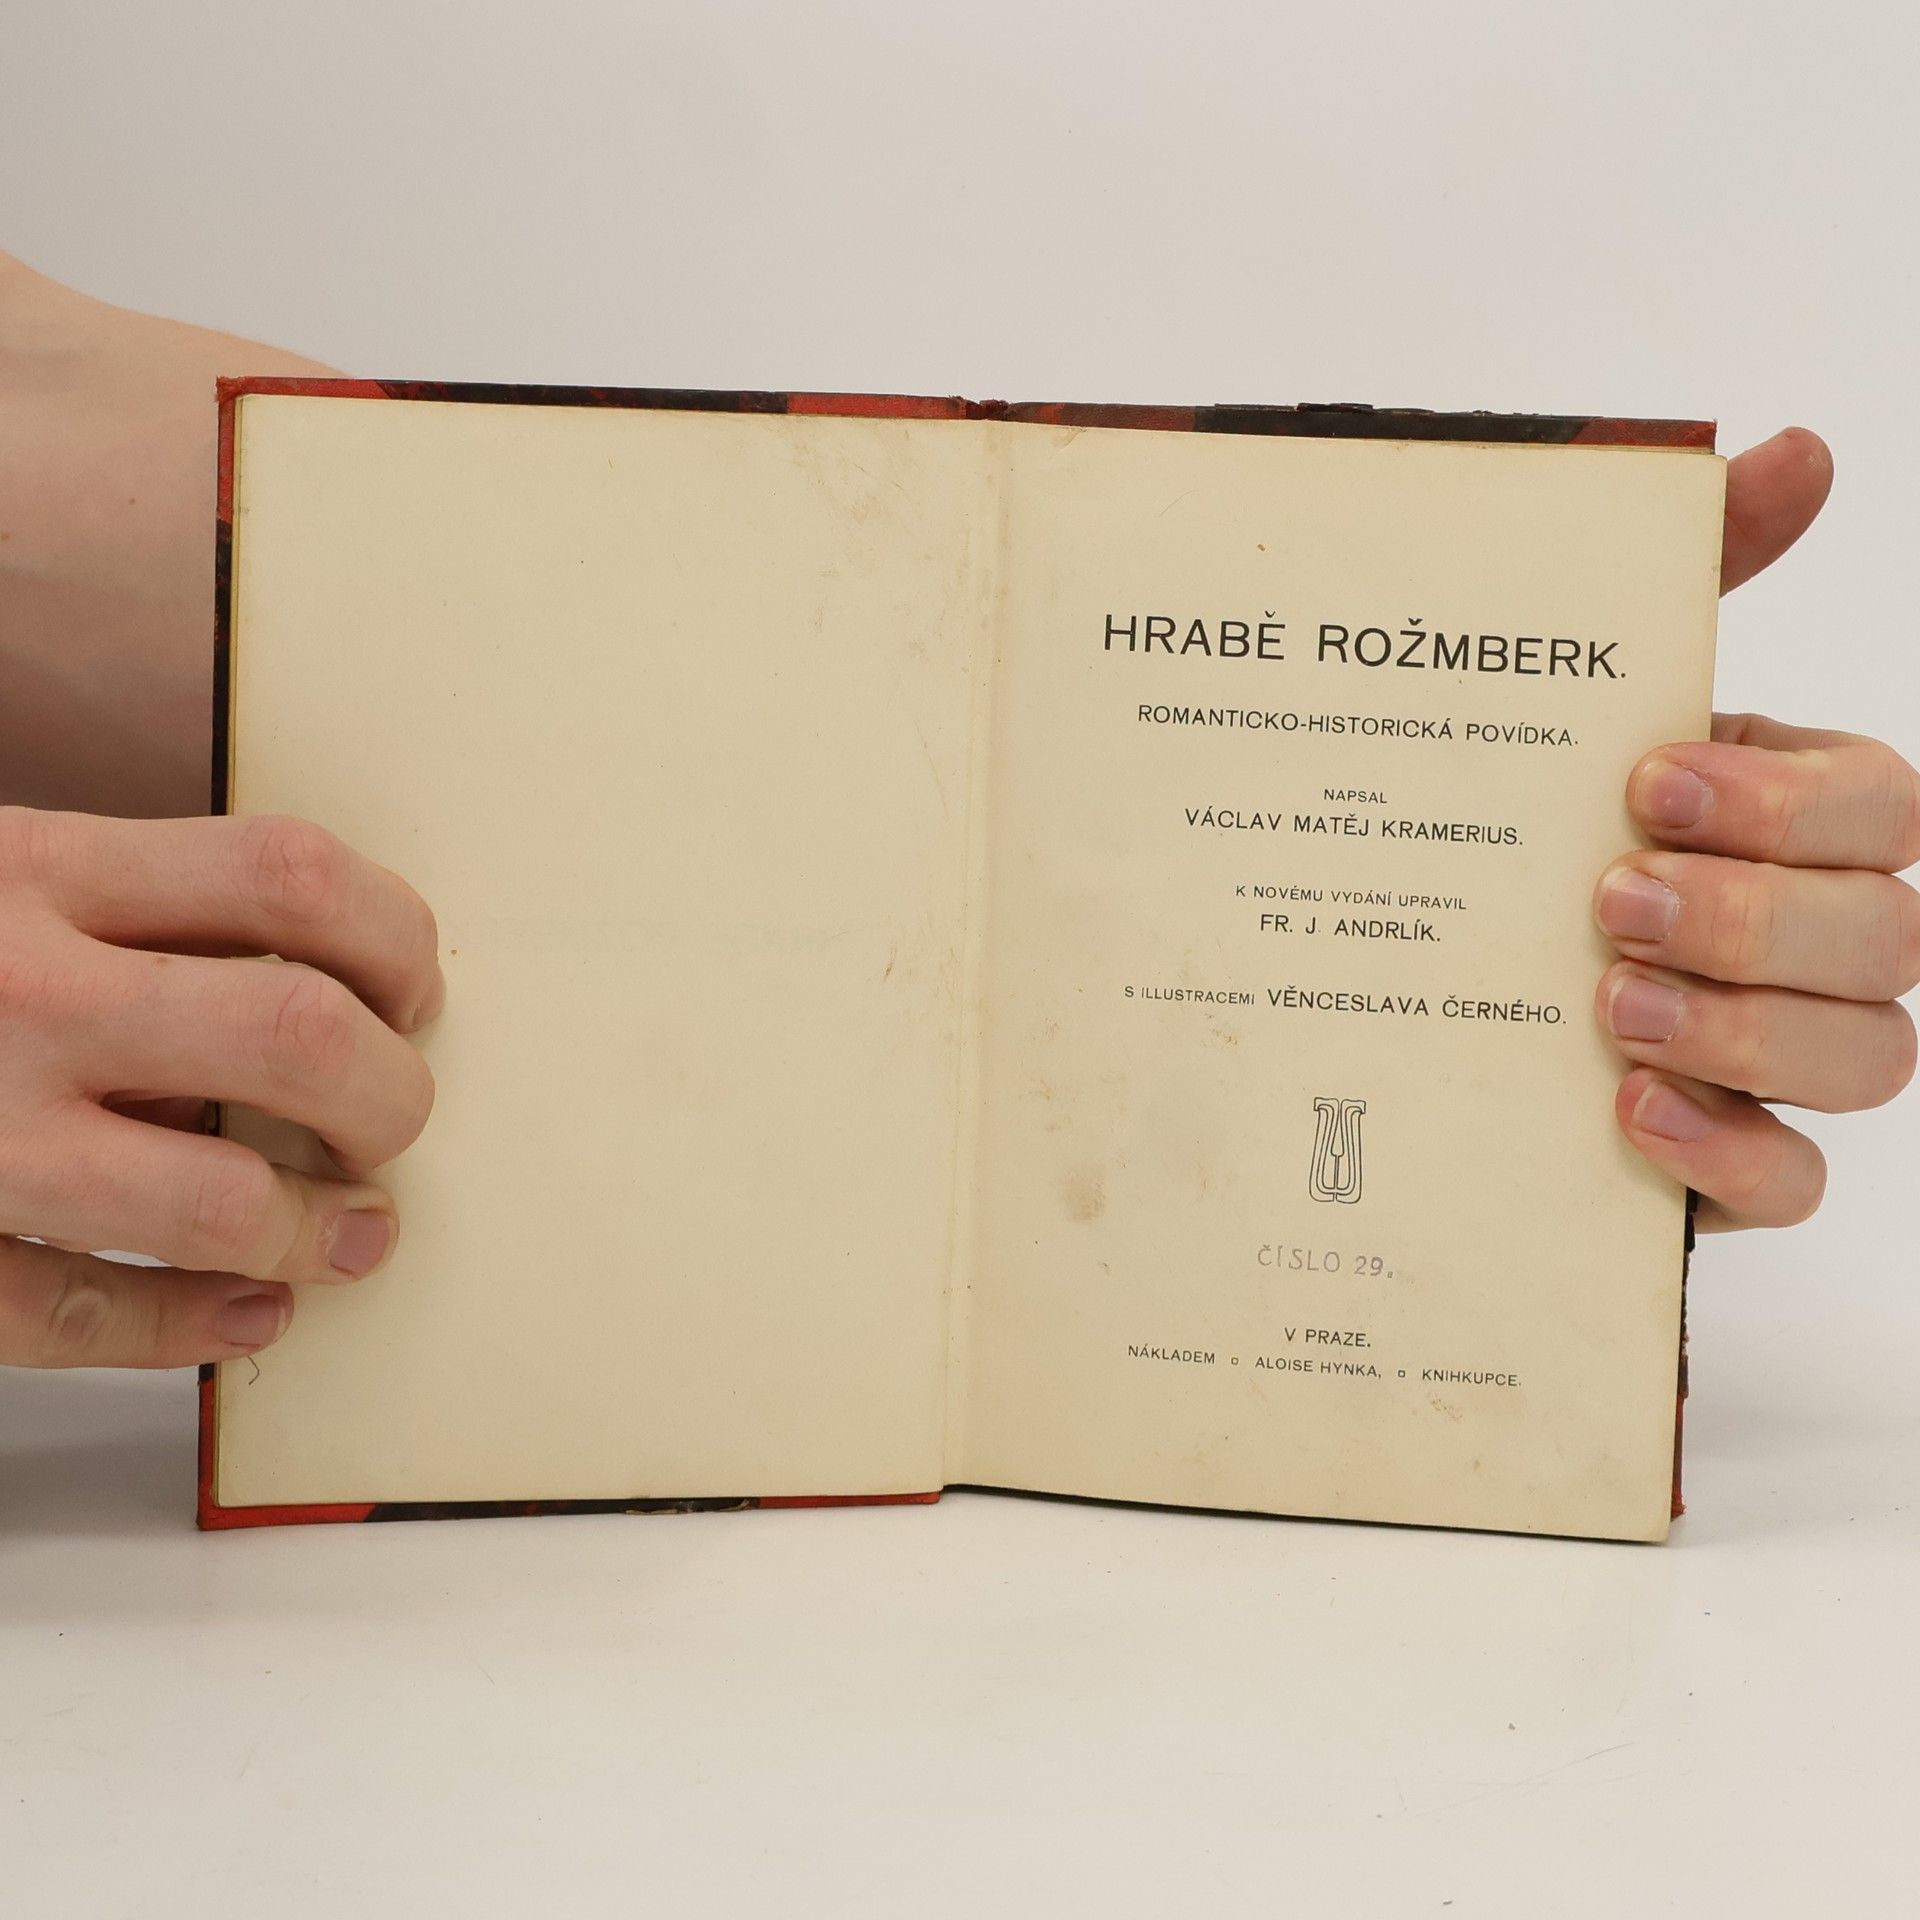 HRABĚ ROŽMBERK.
ROMANTICKO-HISTORICKÁ POVÍDKA.
NAPSAL
VÁCLAV MATĚJ KRAMERIUS.
K NOVÉMU VYDÁNÍ UPRAVIL
FR. J. ANDRLÍK.
S ILLUSTRACEMI VĚNCESLAVA ČERNÉHO.
ČÍSLO 29.
V PRAZE.
NÁKLADEM ▫ ALOISE HYNKA, ▫ KNIHKUPCE.